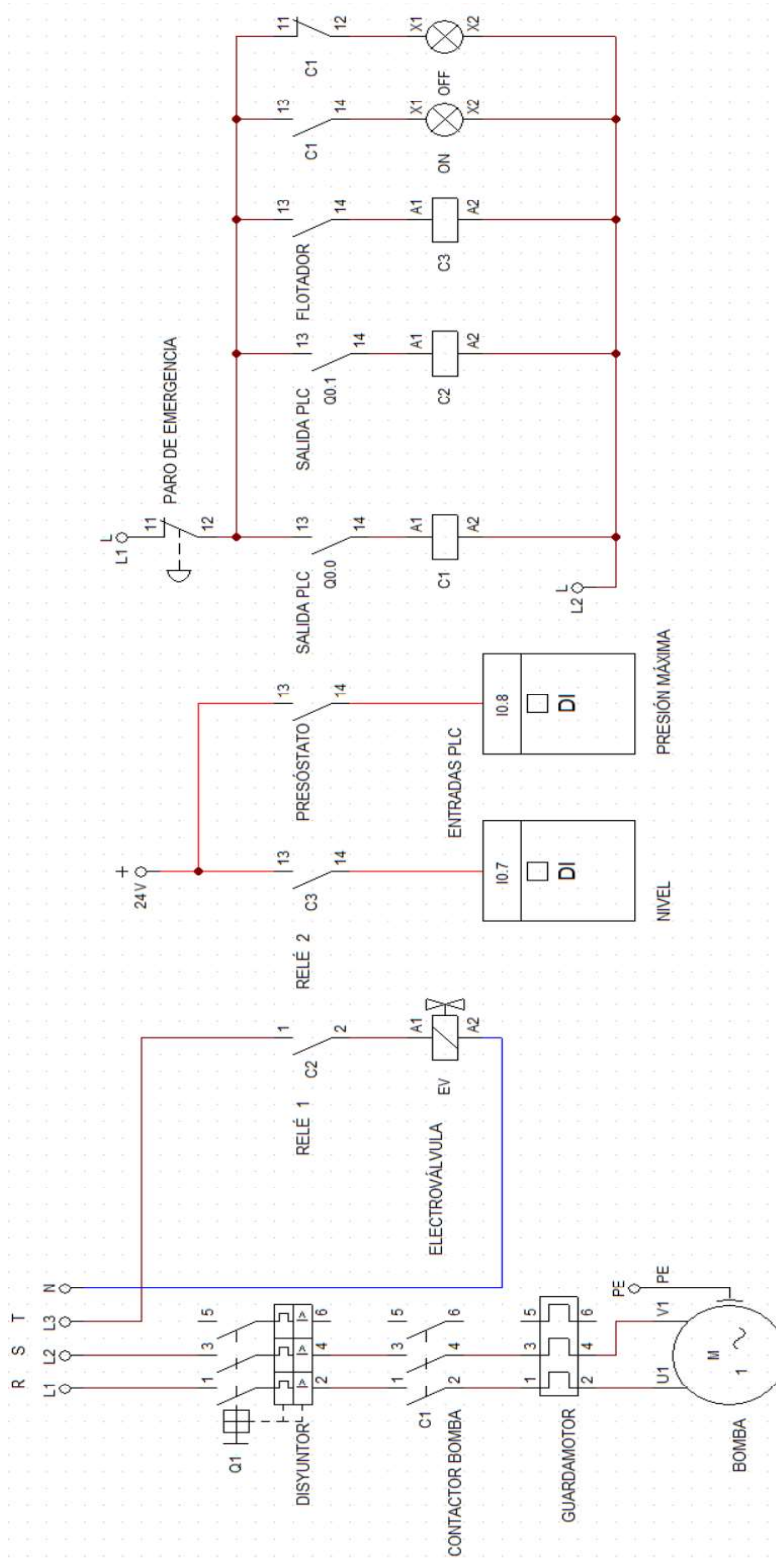 R S T
L1 L2 L3 N
Q1
1 3 5
I> I> I>
2 4 6
DISYUNTOR
1 3 5
C1
2 4 6
CONTACTOR BOMBA
1 3 5
2 4 6
GUARDAMOTOR
PE
U1 V1 PE
M
1
BOMBA
RELÉ 1
1
C2
2
A1
EV
A2
ELECTROVÁLVULA
+
24 V
RELÉ 2
13
C3
14
PRESÓSTATO
13
14
ENTRADAS PLC
I0.7
DI
NIVEL
I0.8
DI
PRESIÓN MÁXIMA
L
L1
11
12
PARO DE EMERGENCIA
SALIDA PLC
13
Q0.0
14
A1
C1
A2
L
L2
SALIDA PLC
13
Q0.1
14
A1
C2
A2
FLOTADOR
13
14
A1
C3
A2
13
C1
14
X1
ON
X2
11
C1
12
X1
OFF
X2